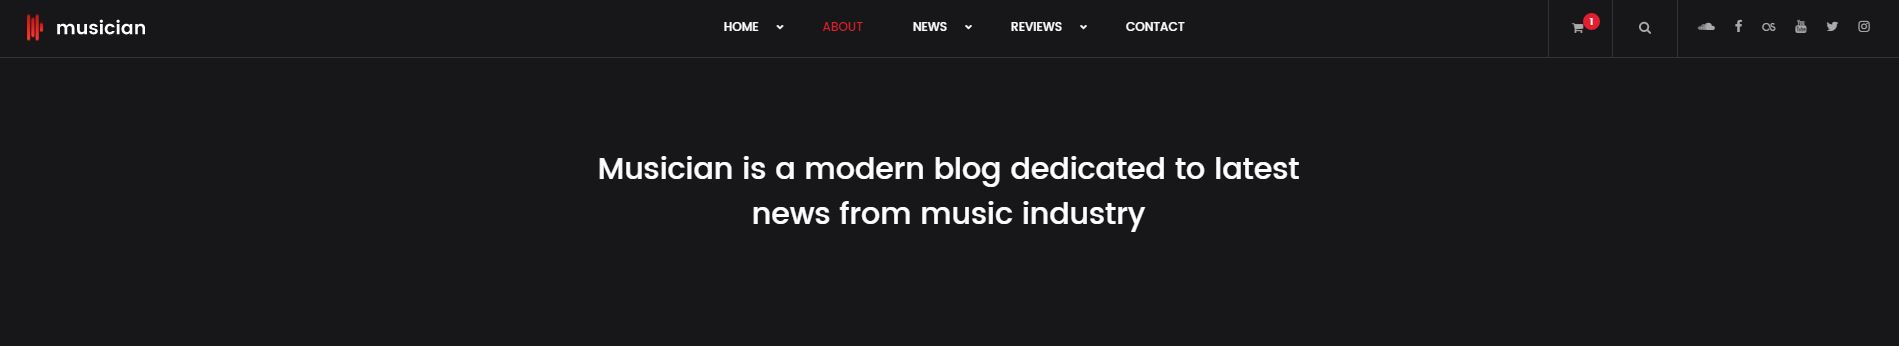 musician HOME ABOUT NEWS REVIEWS CONTACT 1
Musician is a modern blog dedicated to latest
news from music industry